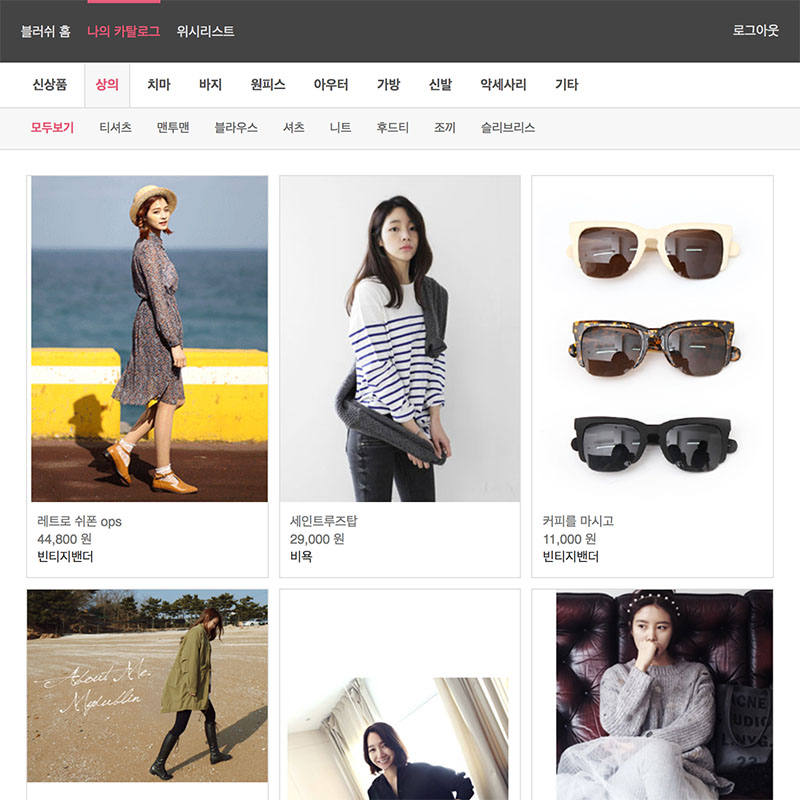 블러쉬 홈 나의 카탈로그 위시리스트 로그아웃
신상품 상의 치마 바지 원피스 아우터 가방 신발 악세사리 기타
모두보기 티셔츠 맨투맨 블라우스 셔츠 니트 후드티 조끼 슬리브리스
레트로 쉬폰 ops
44,800 원
빈티지밴더
세인트루즈탑
29,000 원
비욕
커피를 마시고
11,000 원
빈티지밴더
About Me.
Mydublin
ACNE